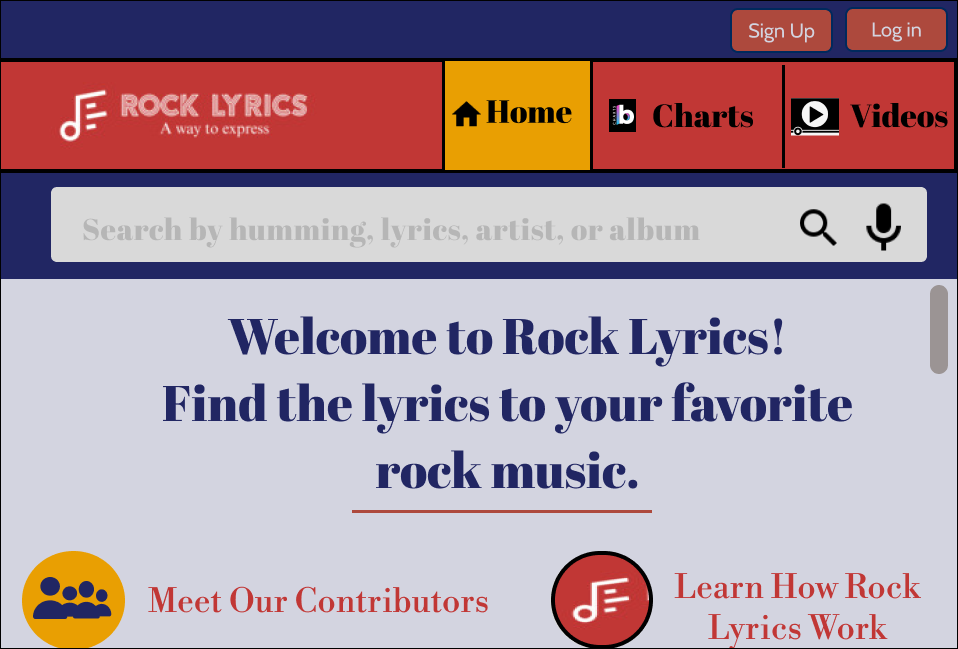 Sign Up Log in
ROCK LYRICS
A way to express
Home
CHARTS b Charts
Videos
Search by humming, lyrics, artist, or album
Welcome to Rock Lyrics!
Find the lyrics to your favorite
rock music.
Meet Our Contributors
Learn How Rock
Lyrics Work